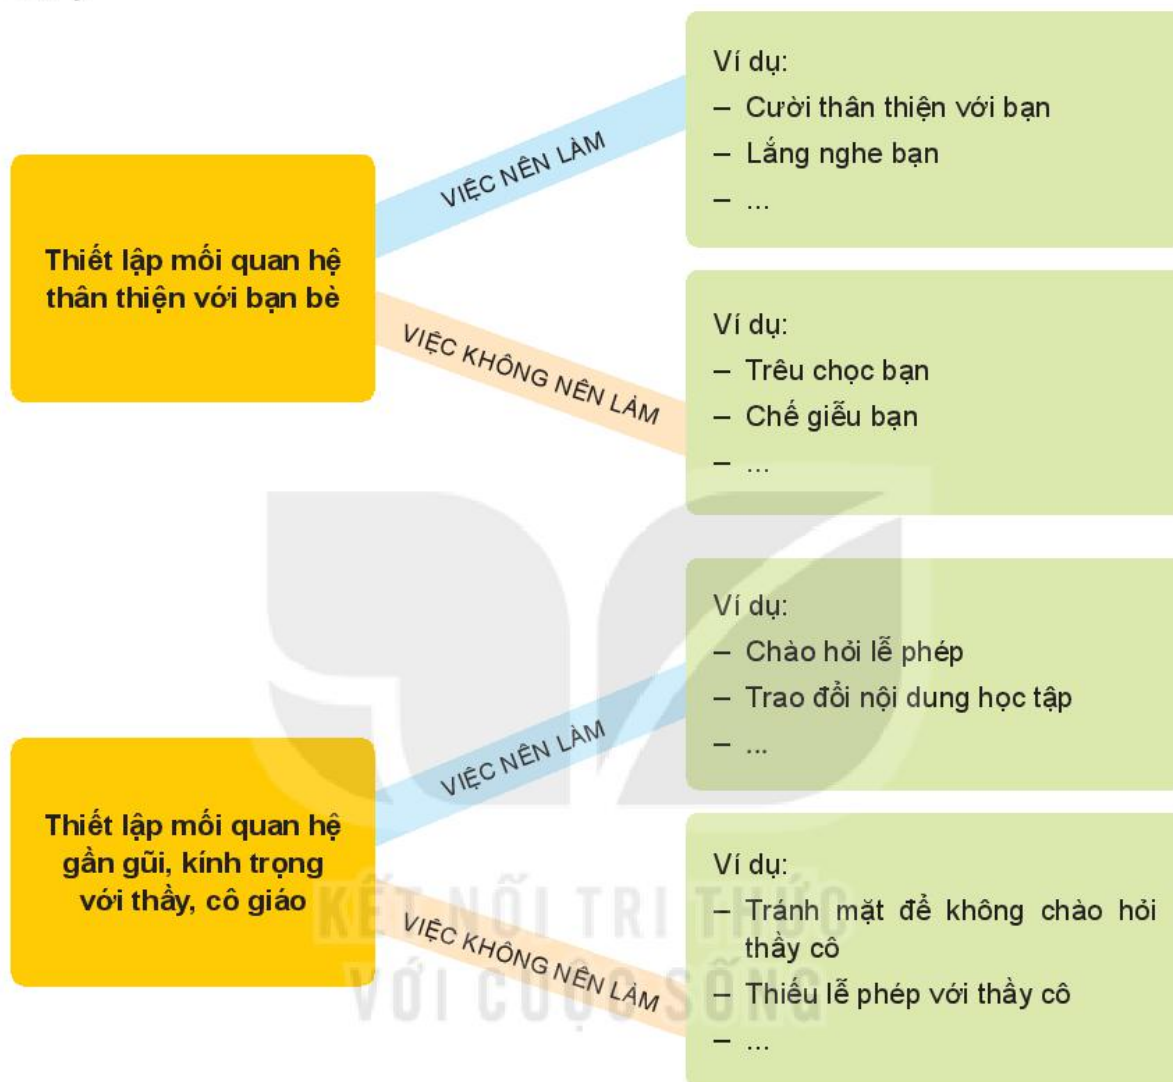 Thiết lập mối quan hệ
thân thiện với bạn bè
VIỆC NÊN LÀM
Ví dụ:
– Cười thân thiện với bạn
– Lắng nghe bạn
– ...
VIỆC KHÔNG NÊN LÀM
Ví dụ:
– Trêu chọc bạn
– Chế giễu bạn
– ...
Thiết lập mối quan hệ
gần gũi, kính trọng
với thầy, cô giáo
VIỆC NÊN LÀM
Ví dụ:
– Chào hỏi lễ phép
– Trao đổi nội dung học tập
– ...
VIỆC KHÔNG NÊN LÀM
Ví dụ:
– Tránh mặt để không chào hỏi
thầy cô
– Thiếu lễ phép với thầy cô
– ...
KẾT NỐI TRI THỨC
VỚI CUỘC SỐNG